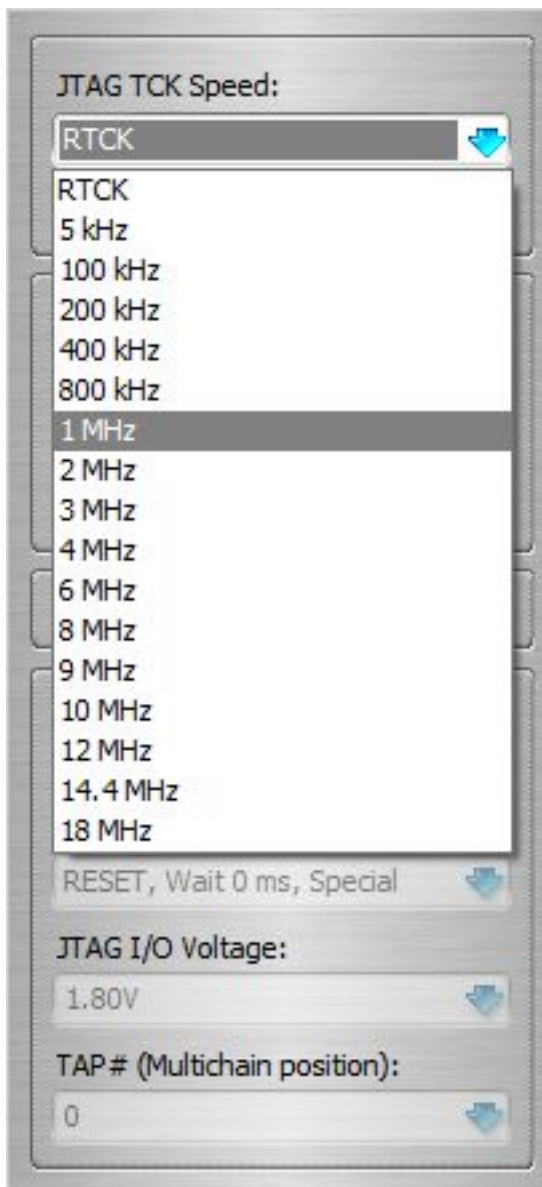 JTAG TCK Speed:
RTCK
RTCK
5 kHz
100 kHz
200 kHz
400 kHz
800 kHz
1 MHz
2 MHz
3 MHz
4 MHz
6 MHz
8 MHz
9 MHz
10 MHz
12 MHz
14.4 MHz
18 MHz
RESET, Wait 0 ms, Special
JTAG I/O Voltage:
1.80V
TAP# (Multichain position):
0